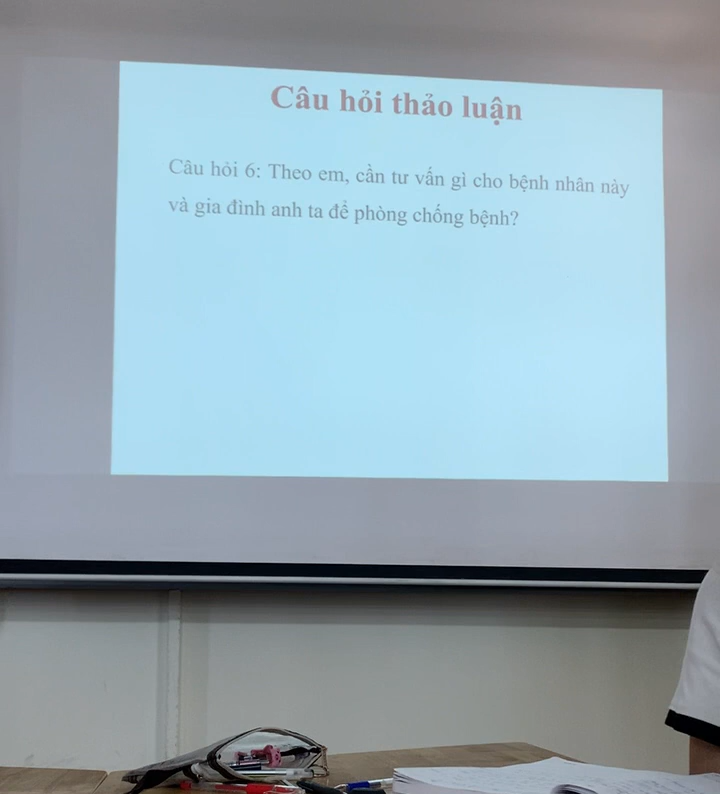 Câu hỏi thảo luận
Câu hỏi 6: Theo em, cần tư vấn gì cho bệnh nhân này
và gia đình anh ta để phòng chống bệnh?